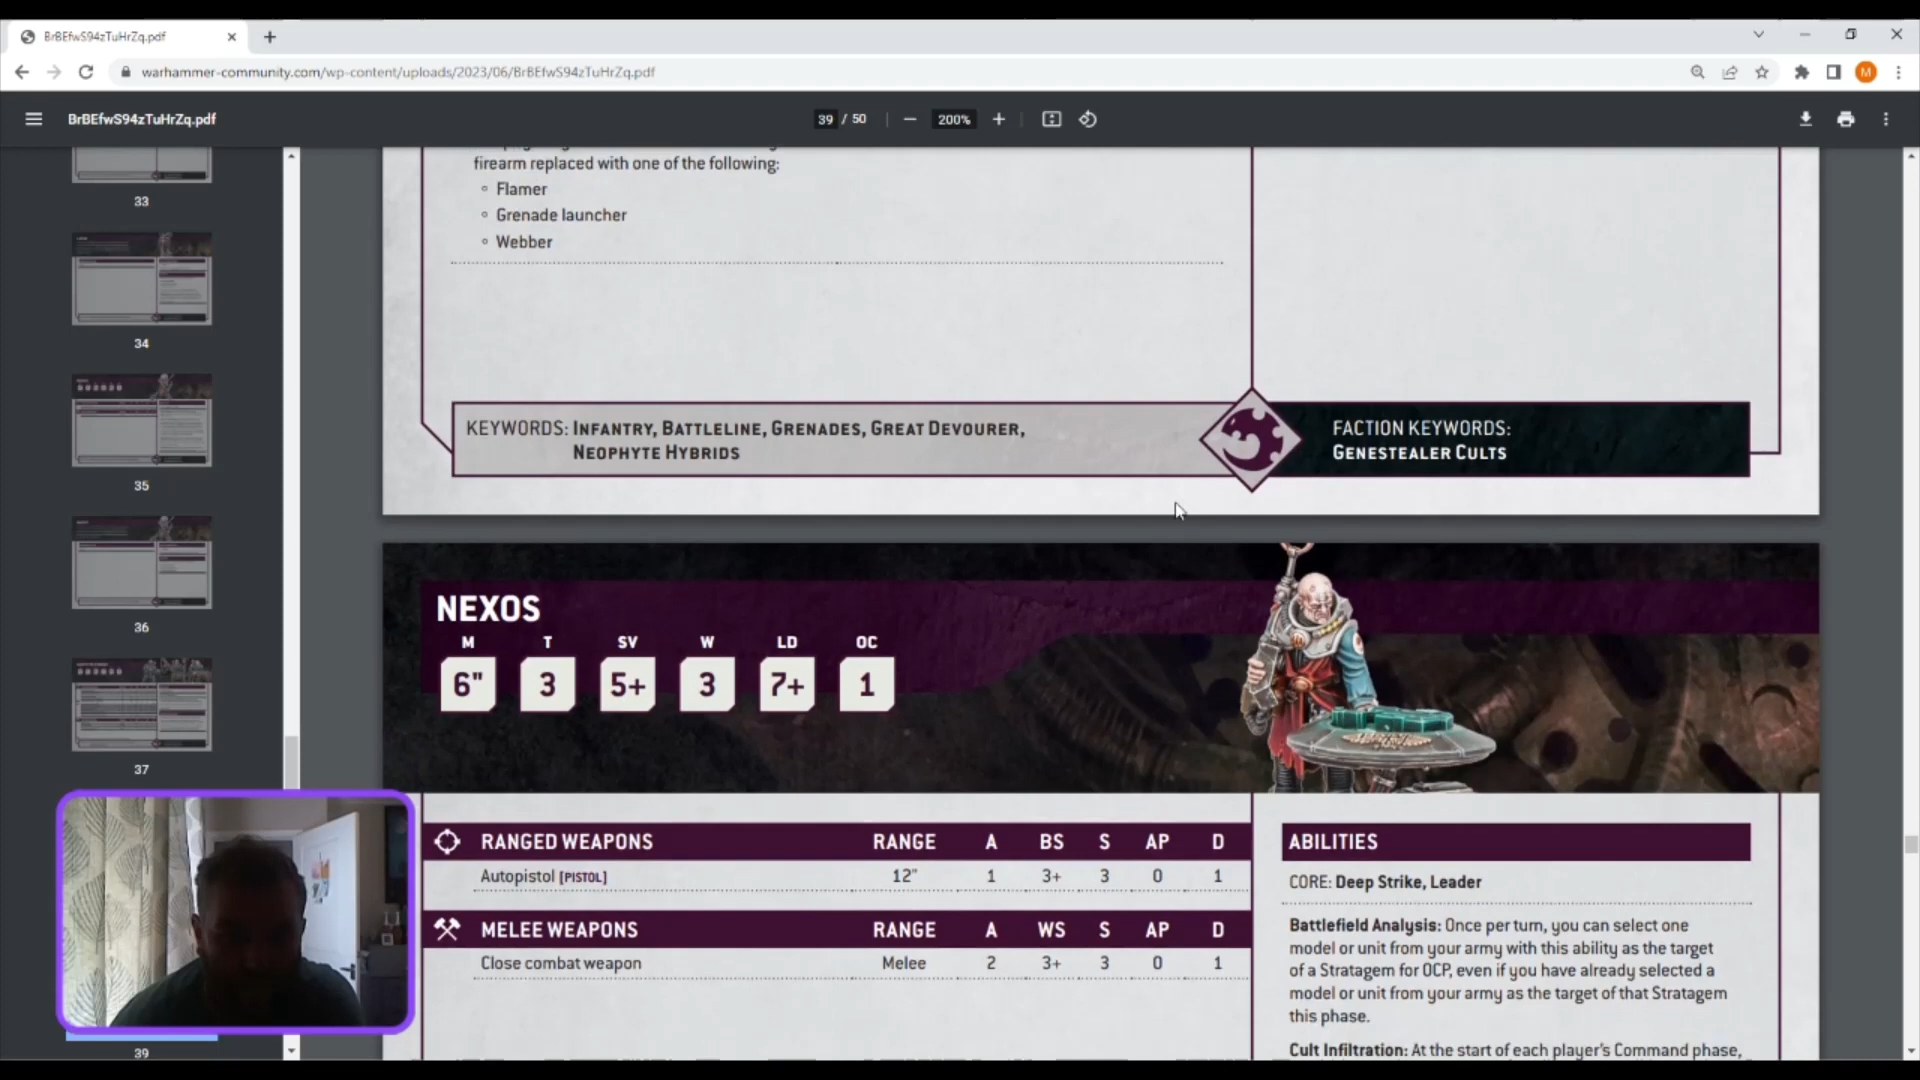 BrBEfwS94zTuHrZq.pdf
warhammer-community.com/wp-content/uploads/2023/06/BrBEfwS94zTuHrZq.pdf
M
BrBEfwS94zTuHrZq.pdf
39 / 50
200%
33
34
35
36
37
39
firearm replaced with one of the following:
Flamer
Grenade launcher
Webber
KEYWORDS: INFANTRY, BATTLELINE, GRENADES, GREAT DEVOURER,
NEOPHYTE HYBRIDS
FACTION KEYWORDS:
GENESTEALER CULTS
NEXOS
M T SV W LD OC
6" 3 5+ 3 7+ 1
RANGED WEAPONS RANGE A BS S AP D
Autopistol [PISTOL] 12" 1 3+ 3 0 1
MELEE WEAPONS RANGE A WS S AP D
Close combat weapon Melee 2 3+ 3 0 1
ABILITIES
CORE: Deep Strike, Leader
Battlefield Analysis: Once per turn, you can select one
model or unit from your army with this ability as the target
of a Stratagem for 0CP, even if you have already selected a
model or unit from your army as the target of that Stratagem
this phase.
Cult Infiltration: At the start of each player's Command phase,